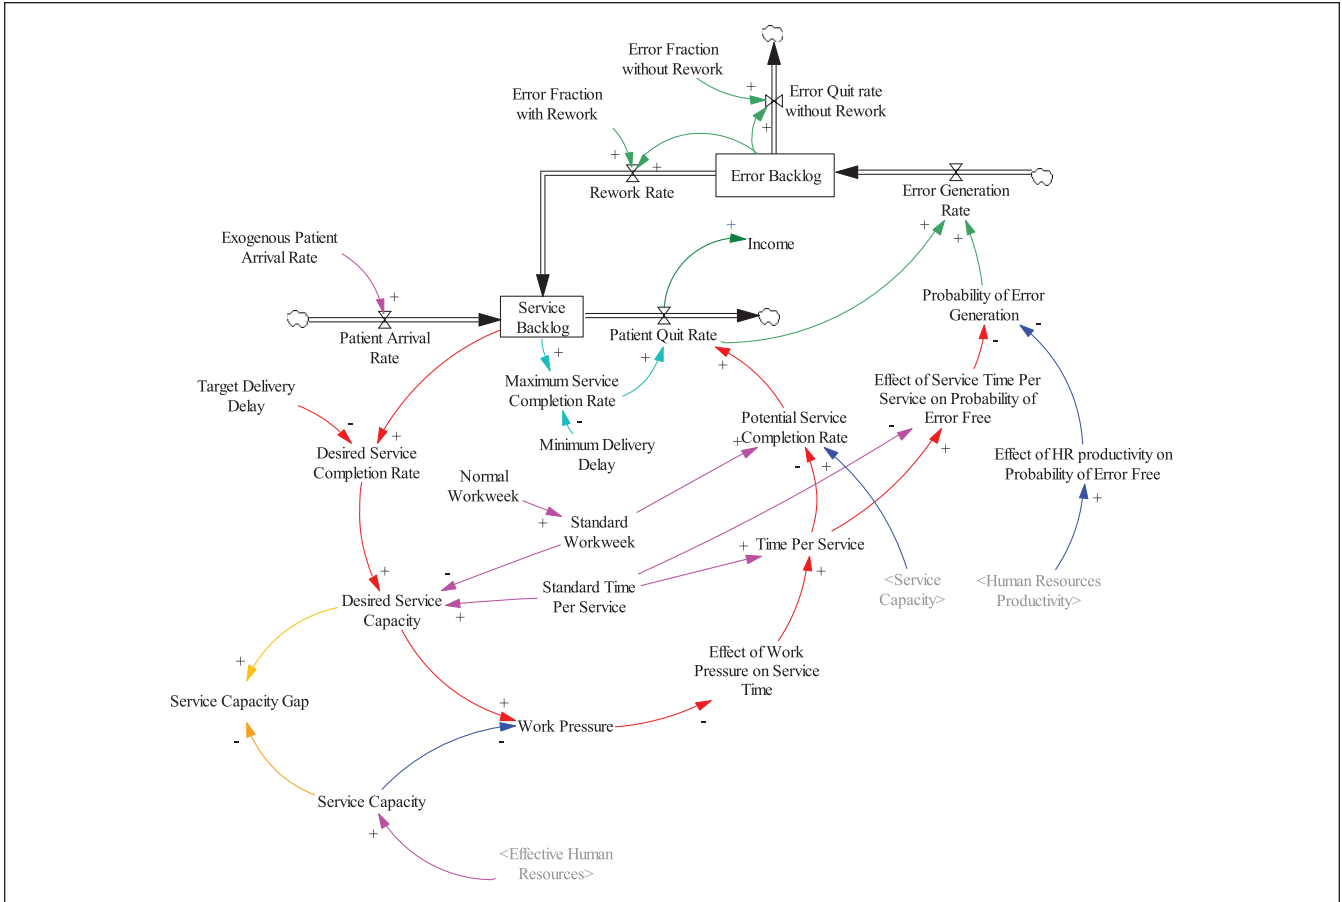 Error Fraction
without Rework
Error Fraction
with Rework
Error Quit rate
without Rework
+
+
+
+
Error Backlog
Rework Rate
Error Generation
Rate
+
+
Exogenous Patient
Arrival Rate
+
Income
+
Service
Backlog
Patient Arrival
Rate
Patient Quit Rate
Probability of Error
Generation
-
-
+
+
+
Target Delivery
Delay
-
+
Maximum Service
Completion Rate
-
Minimum Delivery
Delay
Effect of Service Time Per
Service on Probability of
Error Free
-
+
Potential Service
Completion Rate
+
-
+
Desired Service
Completion Rate
Effect of HR productivity on
Probability of Error Free
+
Normal
Workweek
+
Standard
Workweek
+
Time Per Service
+
-
+
Standard Time
Per Service
+
<Service
Capacity>
<Human Resources
Productivity>
Desired Service
Capacity
+
Effect of Work
Pressure on Service
Time
-
Service Capacity Gap
-
+
Work Pressure
-
Service Capacity
+
<Effective Human
Resources>